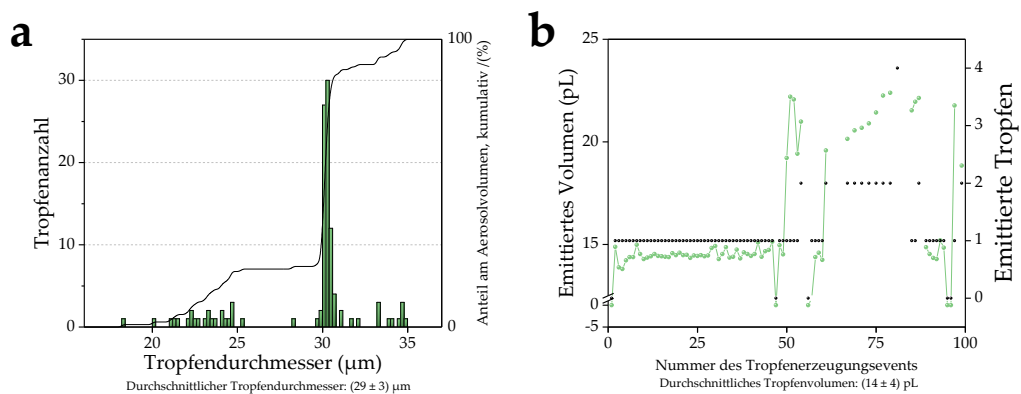 a
Tropfenanzahl
30
20
10
0
20
25
30
35
100
0
Anteil am Aerosolvolumen, kumulativ /(%)
Tropfendurchmesser (µm)
Durchschnittlicher Tropfendurchmesser: (29 ± 3) µm
b
Emittiertes Volumen (pL)
25
20
15
0
-5
0
25
50
75
100
4
3
2
1
0
Emittierte Tropfen
Nummer des Tropfenerzeugungsevents
Durchschnittliches Tropfenvolumen: (14 ± 4) pL